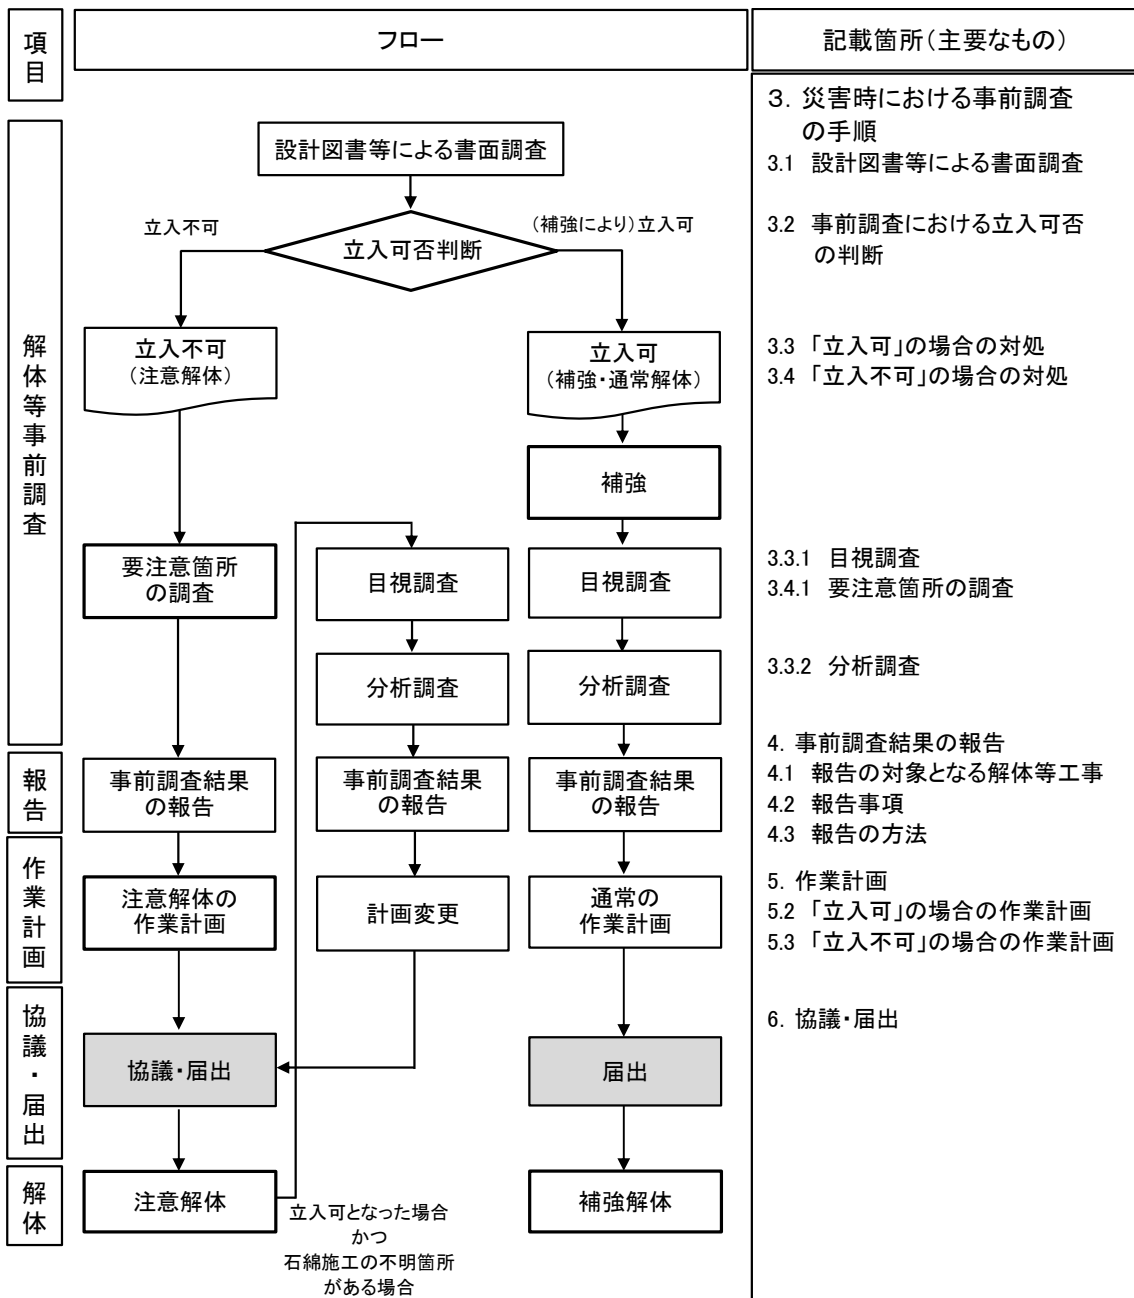 項
目
フロー
記載箇所（主要なもの）
解
体
等
事
前
調
査
設計図書等による書面調査
立入不可
（補強により）立入可
立入可否判断
立入不可
（注意解体）
立入可
（補強・通常解体）
補強
要注意箇所
の調査
目視調査
目視調査
分析調査
分析調査
報
告
事前調査結果
の報告
事前調査結果
の報告
事前調査結果
の報告
作
業
計
画
注意解体の
作業計画
計画変更
通常の
作業計画
協
議
・
届
出
協議・届出
届出
解
体
注意解体
補強解体
立入可となった場合
かつ
石綿施工の不明箇所
がある場合
3．災害時における事前調査
の手順
3.1 設計図書等による書面調査
3.2 事前調査における立入可否
の判断
3.3 「立入可」の場合の対処
3.4 「立入不可」の場合の対処
3.3.1 目視調査
3.4.1 要注意箇所の調査
3.3.2 分析調査
4．事前調査結果の報告
4.1 報告の対象となる解体等工事
4.2 報告事項
4.3 報告の方法
5．作業計画
5.2 「立入可」の場合の作業計画
5.3 「立入不可」の場合の作業計画
6．協議・届出